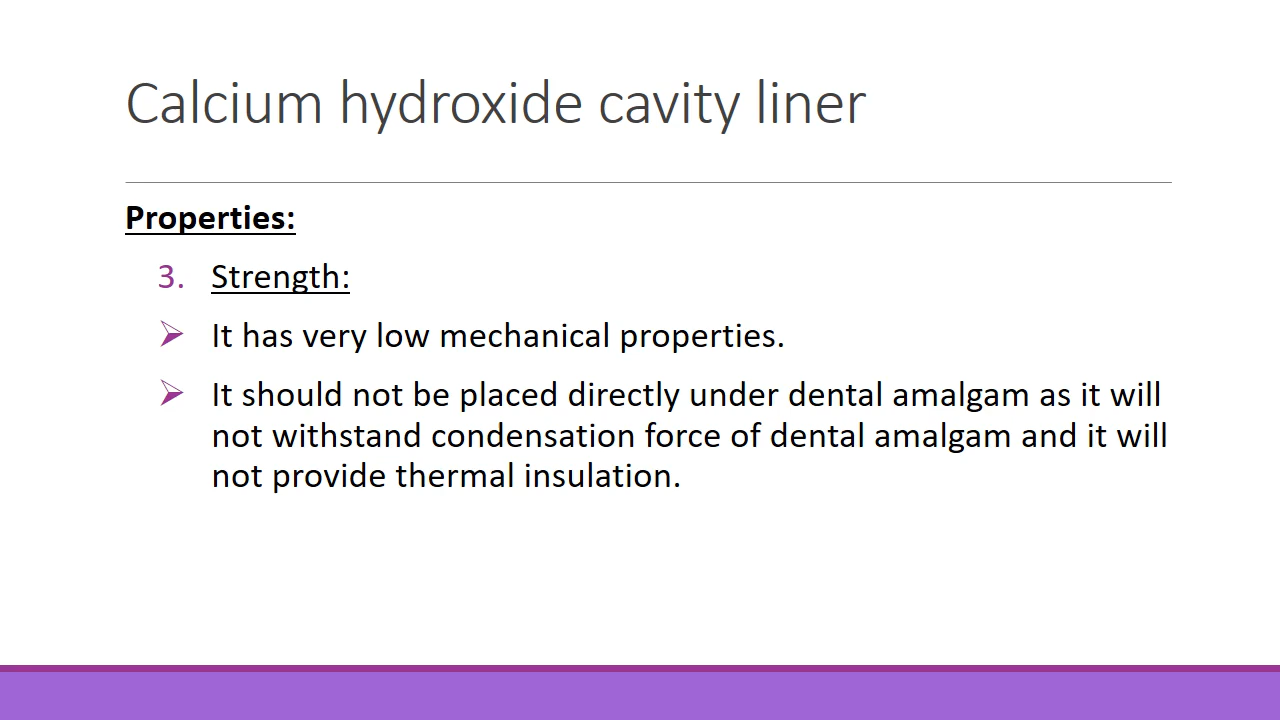 Calcium hydroxide cavity liner
Properties:
3. Strength:
➢ It has very low mechanical properties.
➢ It should not be placed directly under dental amalgam as it will
not withstand condensation force of dental amalgam and it will
not provide thermal insulation.